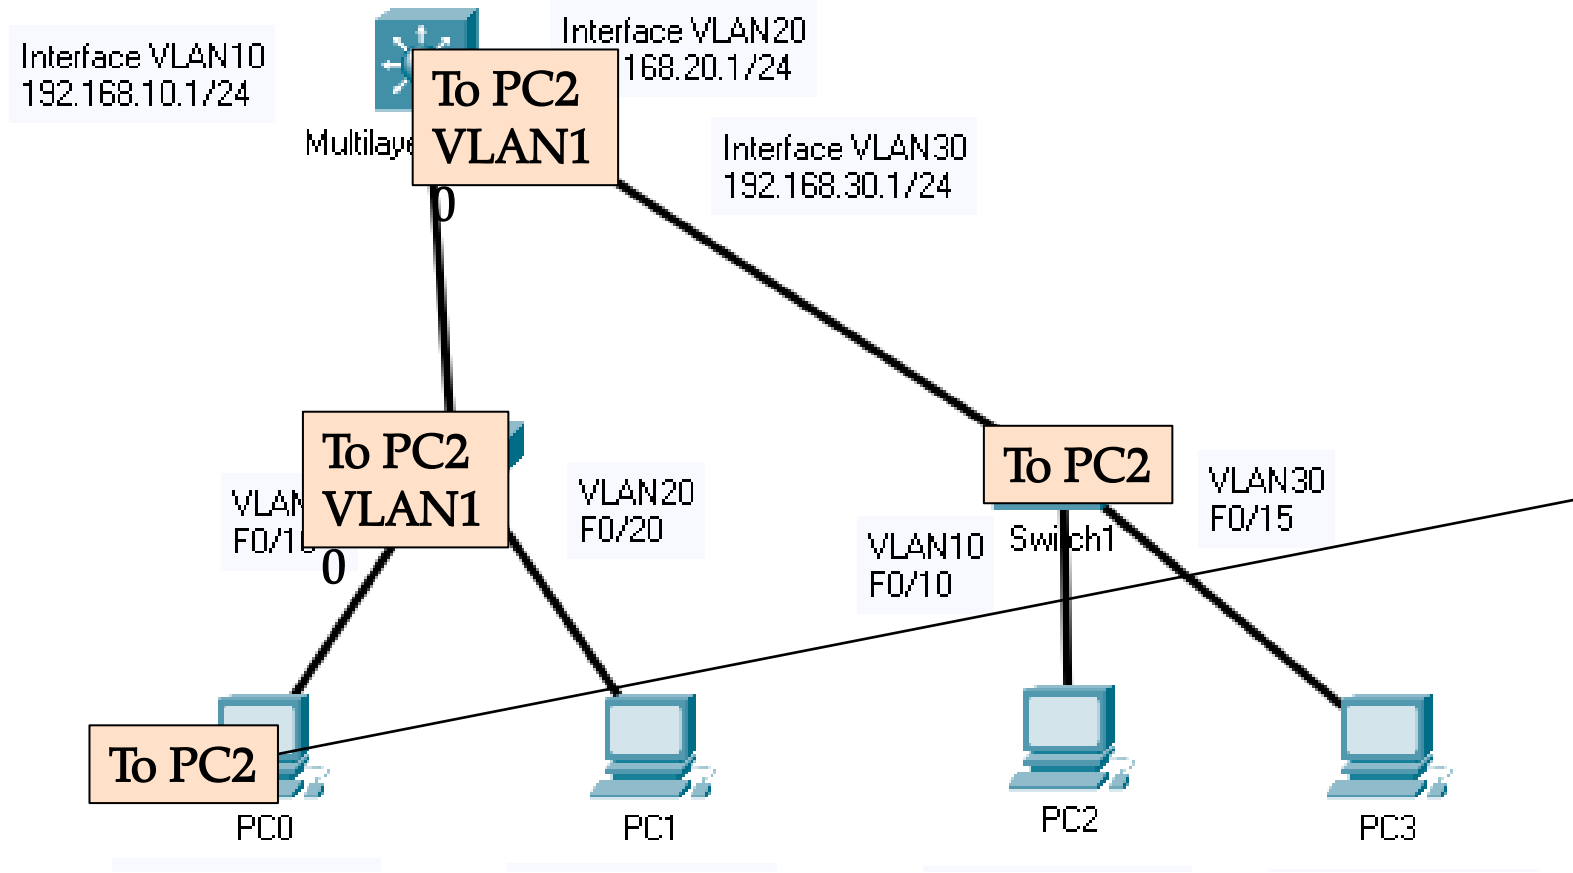 Interface VLAN10
192.168.10.1/24
Interface VLAN20
168.20.1/24
To PC2
VLAN1
0
Interface VLAN30
192.168.30.1/24
To PC2
VLAN1
0
VLAN20
F0/20
To PC2
Switch1
VLAN10
F0/10
VLAN30
F0/15
To PC2
PC0
PC1
PC2
PC3